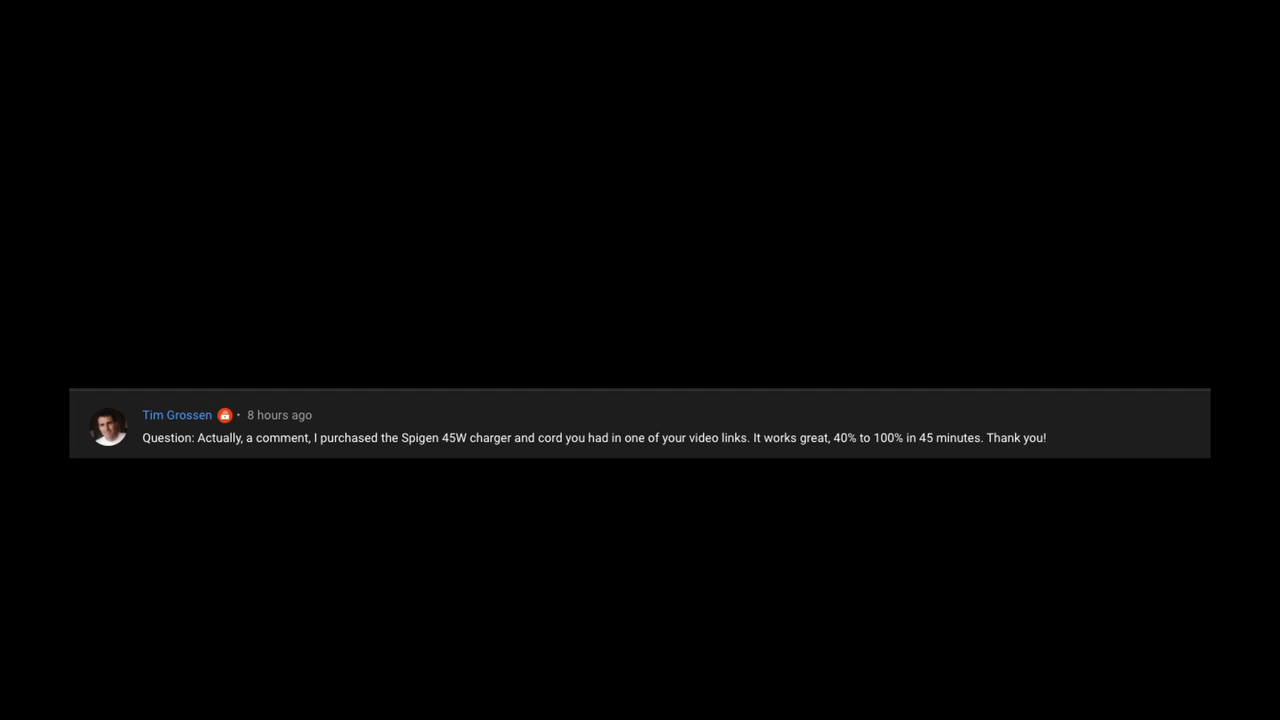 Tim Grossen • 8 hours ago
Question: Actually, a comment, I purchased the Spigen 45W charger and cord you had in one of your video links. It works great, 40% to 100% in 45 minutes. Thank you!